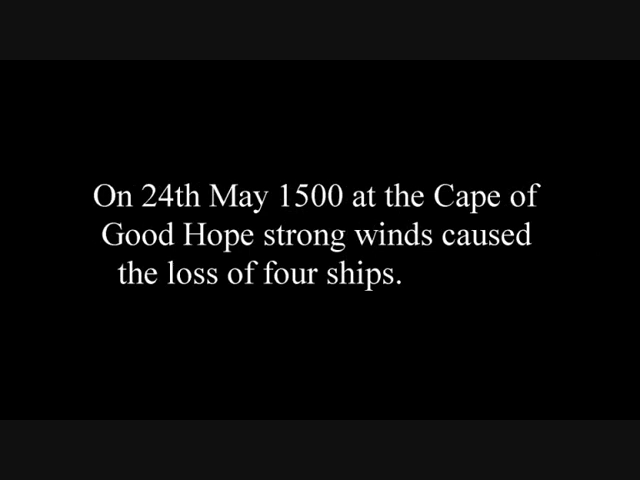 On 24th May 1500 at the Cape of
Good Hope strong winds caused
the loss of four ships.